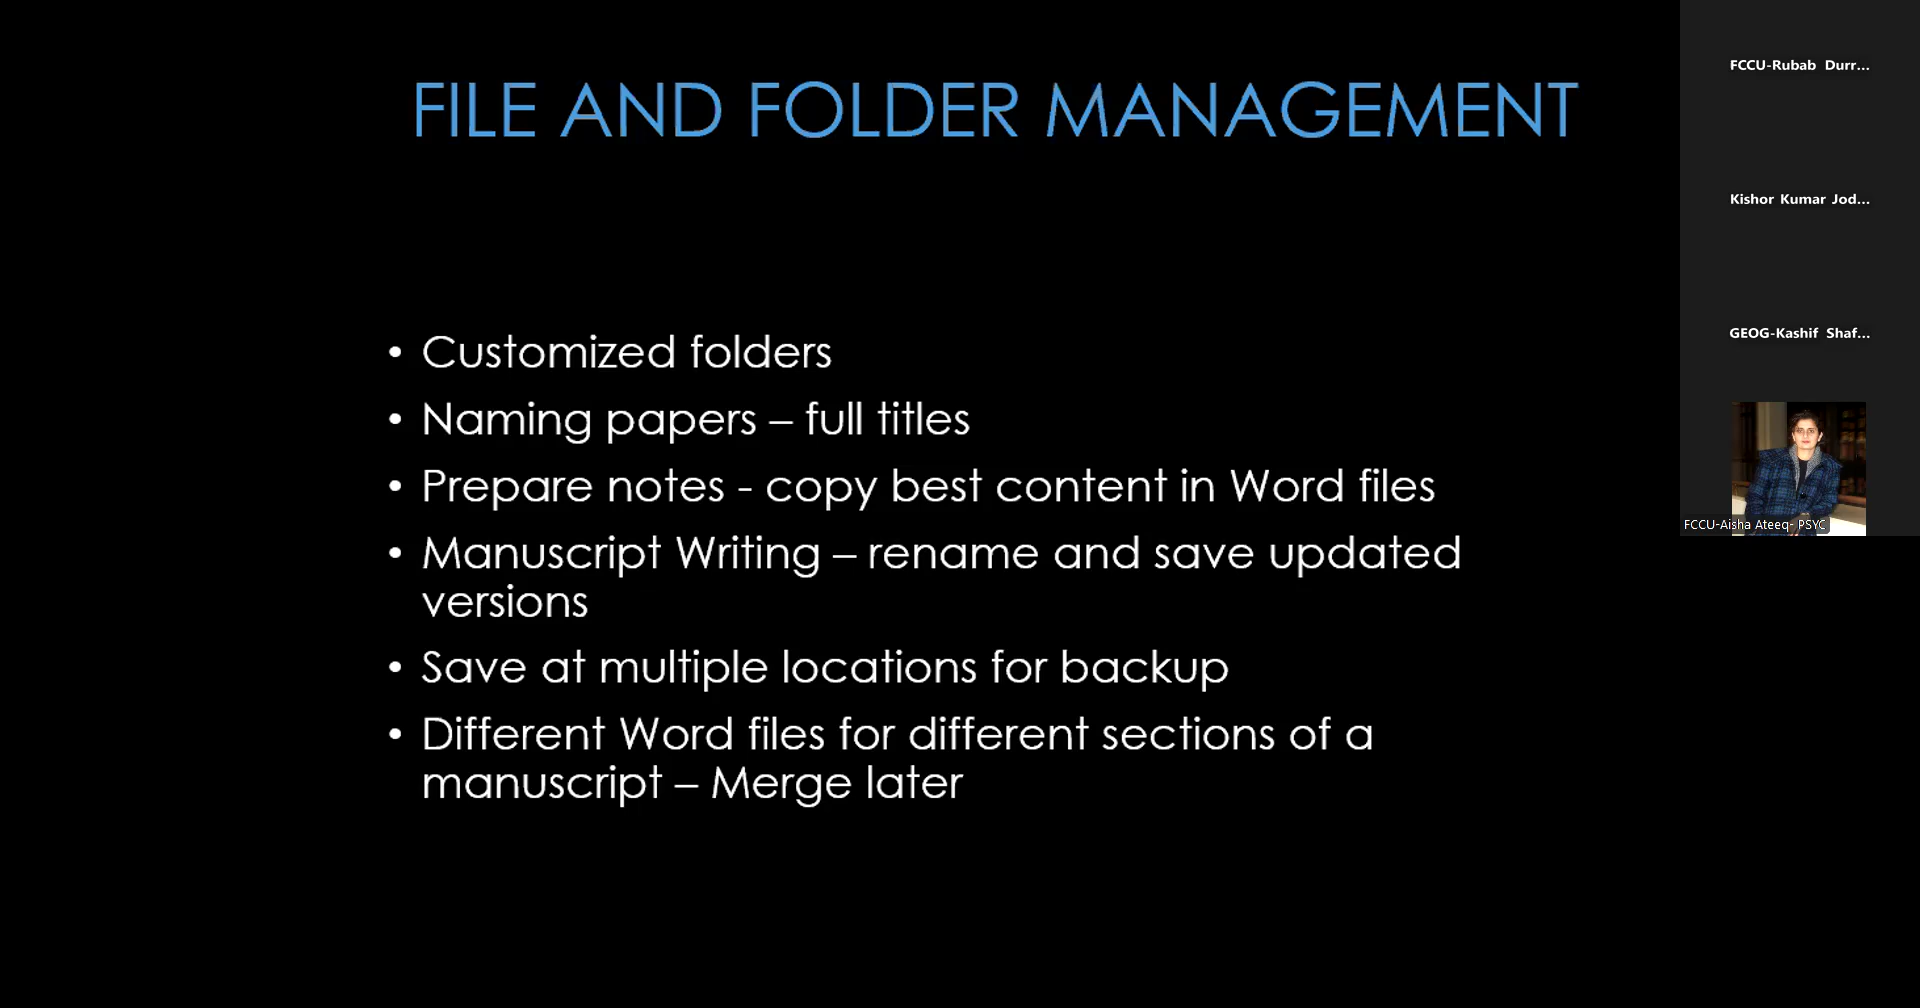 FILE AND FOLDER MANAGEMENT
• Customized folders
• Naming papers – full titles
• Prepare notes - copy best content in Word files
• Manuscript Writing – rename and save updated
versions
• Save at multiple locations for backup
• Different Word files for different sections of a
manuscript – Merge later
FCCU-Rubab Durr...
Kishor Kumar Jod...
GEOG-Kashif Shaf...
FCCU-Aisha Ateeq- PSYC